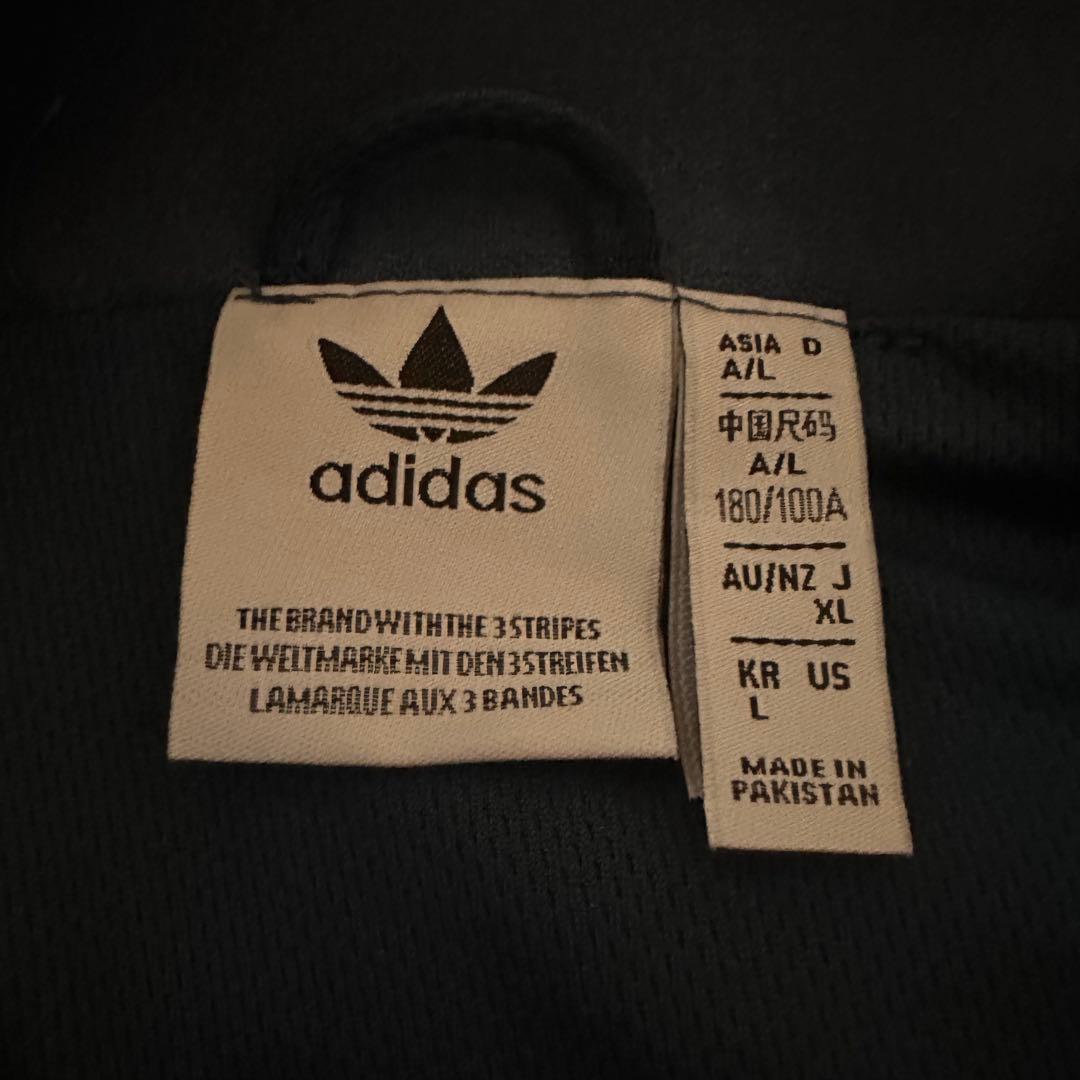 adidas
THE BRAND WITH THE 3 STRIPES
DIE WELTMARKE MIT DEN 3 STREIFEN
LA MARQUE AUX 3 BANDES
ASIA D
A/L
中国尺码
A/L
180/100A
AU/NZ J
XL
KR US
L
MADE IN
PAKISTAN